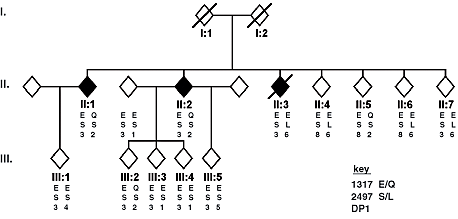 I.
I:1 I:2
II.
II:1 II:2 II:3 II:4 II:5 II:6 II:7
E Q E E E Q E E E E E Q E E E E
S S S S S S S L S L S S S L S L
3 2 3 1 3 2 3 6 8 6 8 2 8 6 3 6
III.
III:1 III:2 III:3 III:4 III:5
E E E Q E E E E E E
S S S S S S S S S S
3 4 3 2 3 1 3 1 3 5
key
1317 E/Q
2497 S/L
DP1